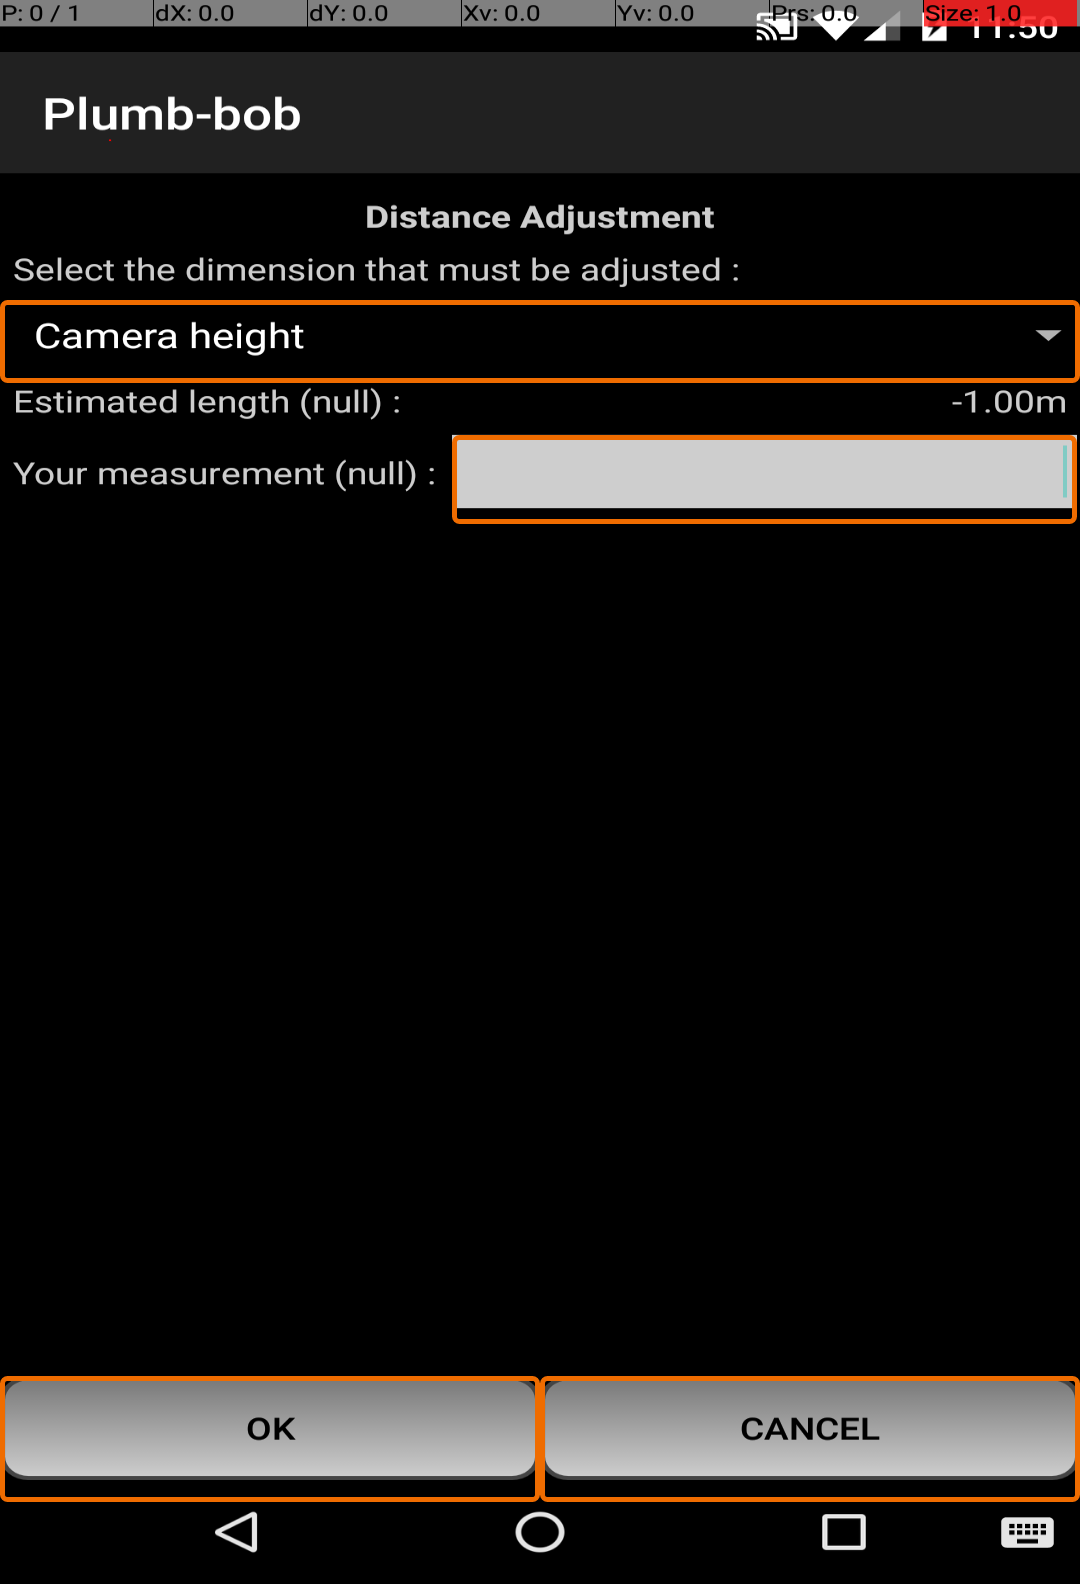 P: 0 / 1 dX: 0.0 dY: 0.0 Xv: 0.0 Yv: 0.0 Prs: 0.0 Size: 1.0
11:50
Plumb-bob
Distance Adjustment
Select the dimension that must be adjusted :
Camera height
Estimated length (null) : -1.00m
Your measurement (null) :
OK CANCEL